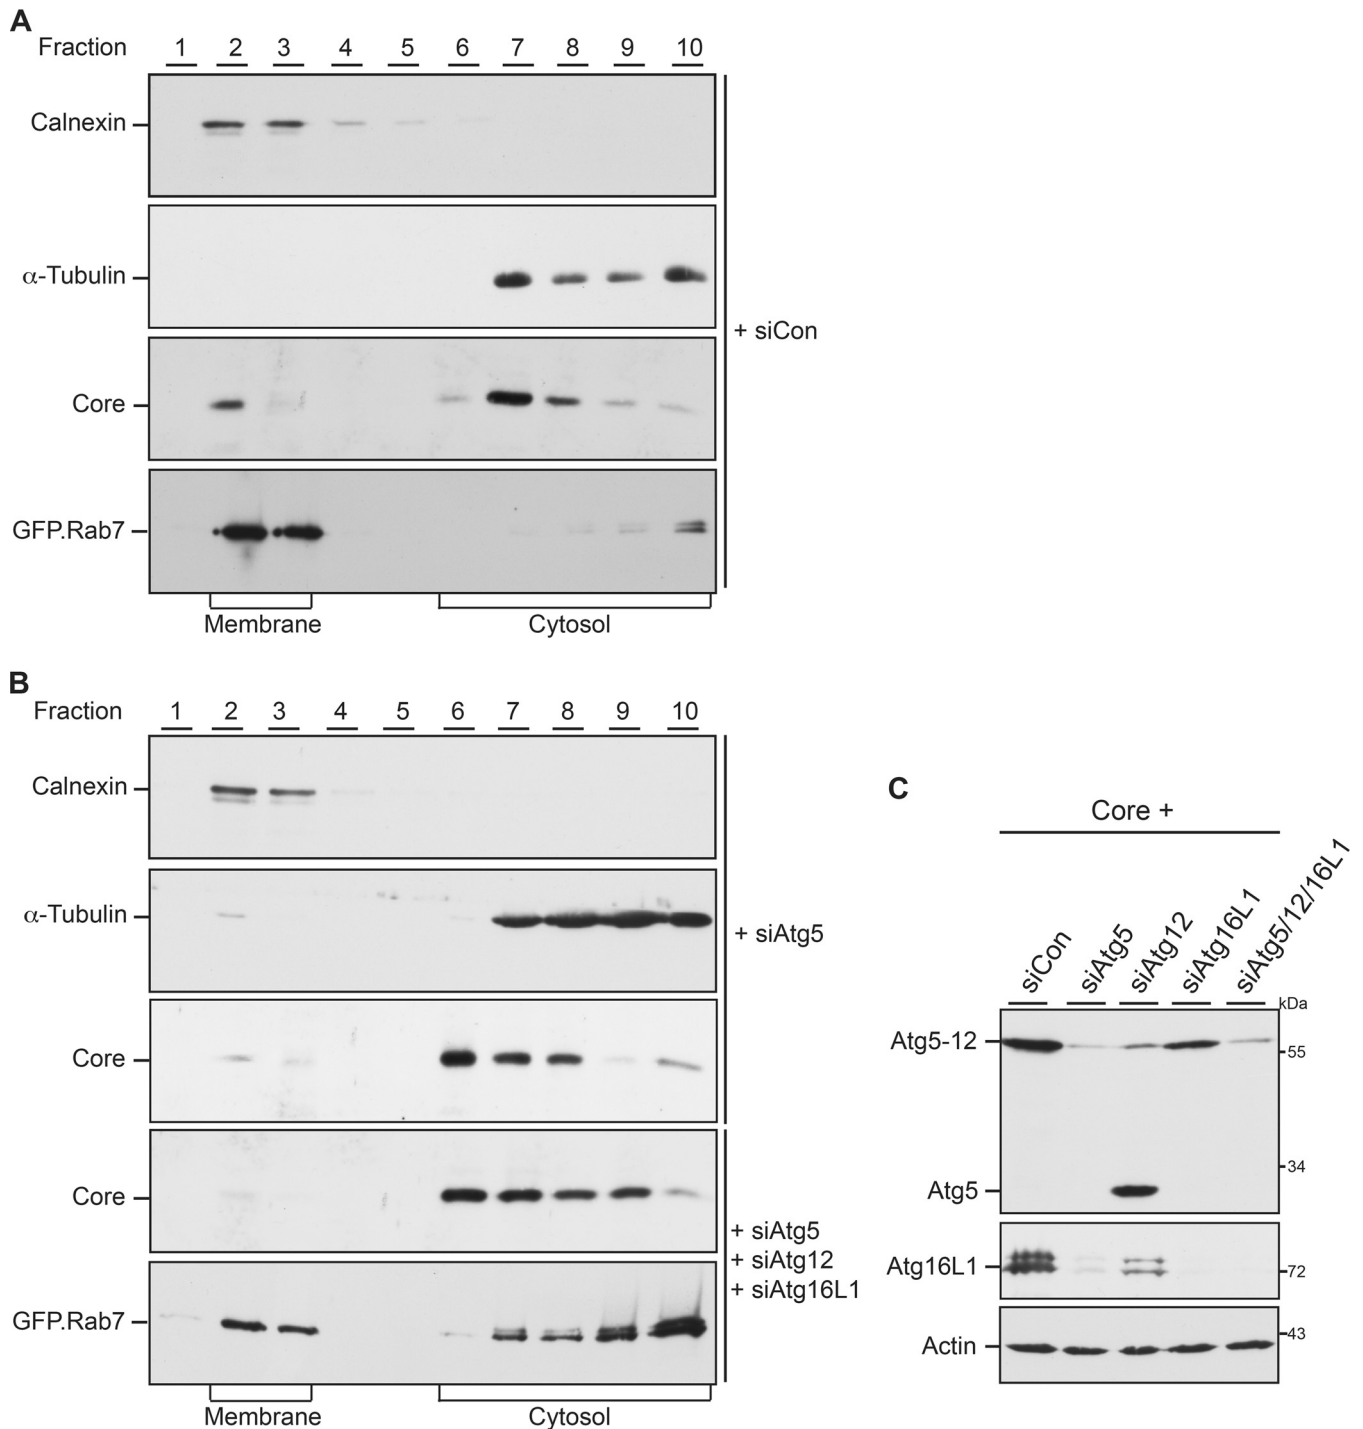 A
Fraction 1 2 3 4 5 6 7 8 9 10
Calnexin
α-Tubulin
+ siCon
Core
GFP.Rab7
Membrane Cytosol
B
Fraction 1 2 3 4 5 6 7 8 9 10
Calnexin
α-Tubulin
+ siAtg5
Core
Core
+ siAtg5
+ siAtg12
+ siAtg16L1
GFP.Rab7
Membrane Cytosol
C
Core +
siCon siAtg5 siAtg12 siAtg16L1 siAtg5/12/16L1
kDa
Atg5-12
55
34
Atg5
Atg16L1
72
43
Actin